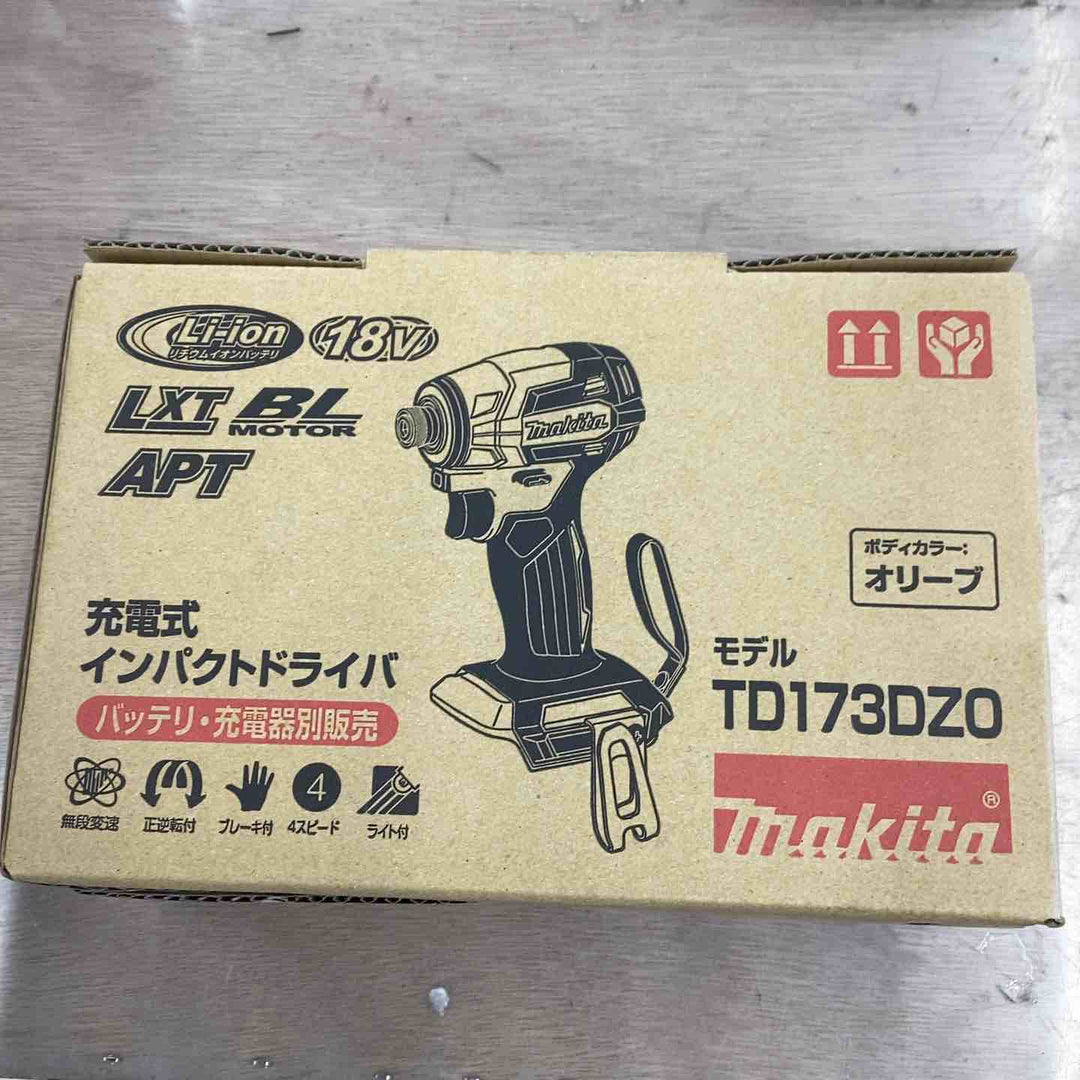 Li-ion
リチウムイオンバッテリ
18V
LXT BL
MOTOR
APT
makita
ボディカラー:
オリーブ
充電式
インパクトドライバ
バッテリ・充電器別販売
モデル
TD173DZO
4
無段変速 正逆転付 ブレーキ付 4スピード ライト付
makita®